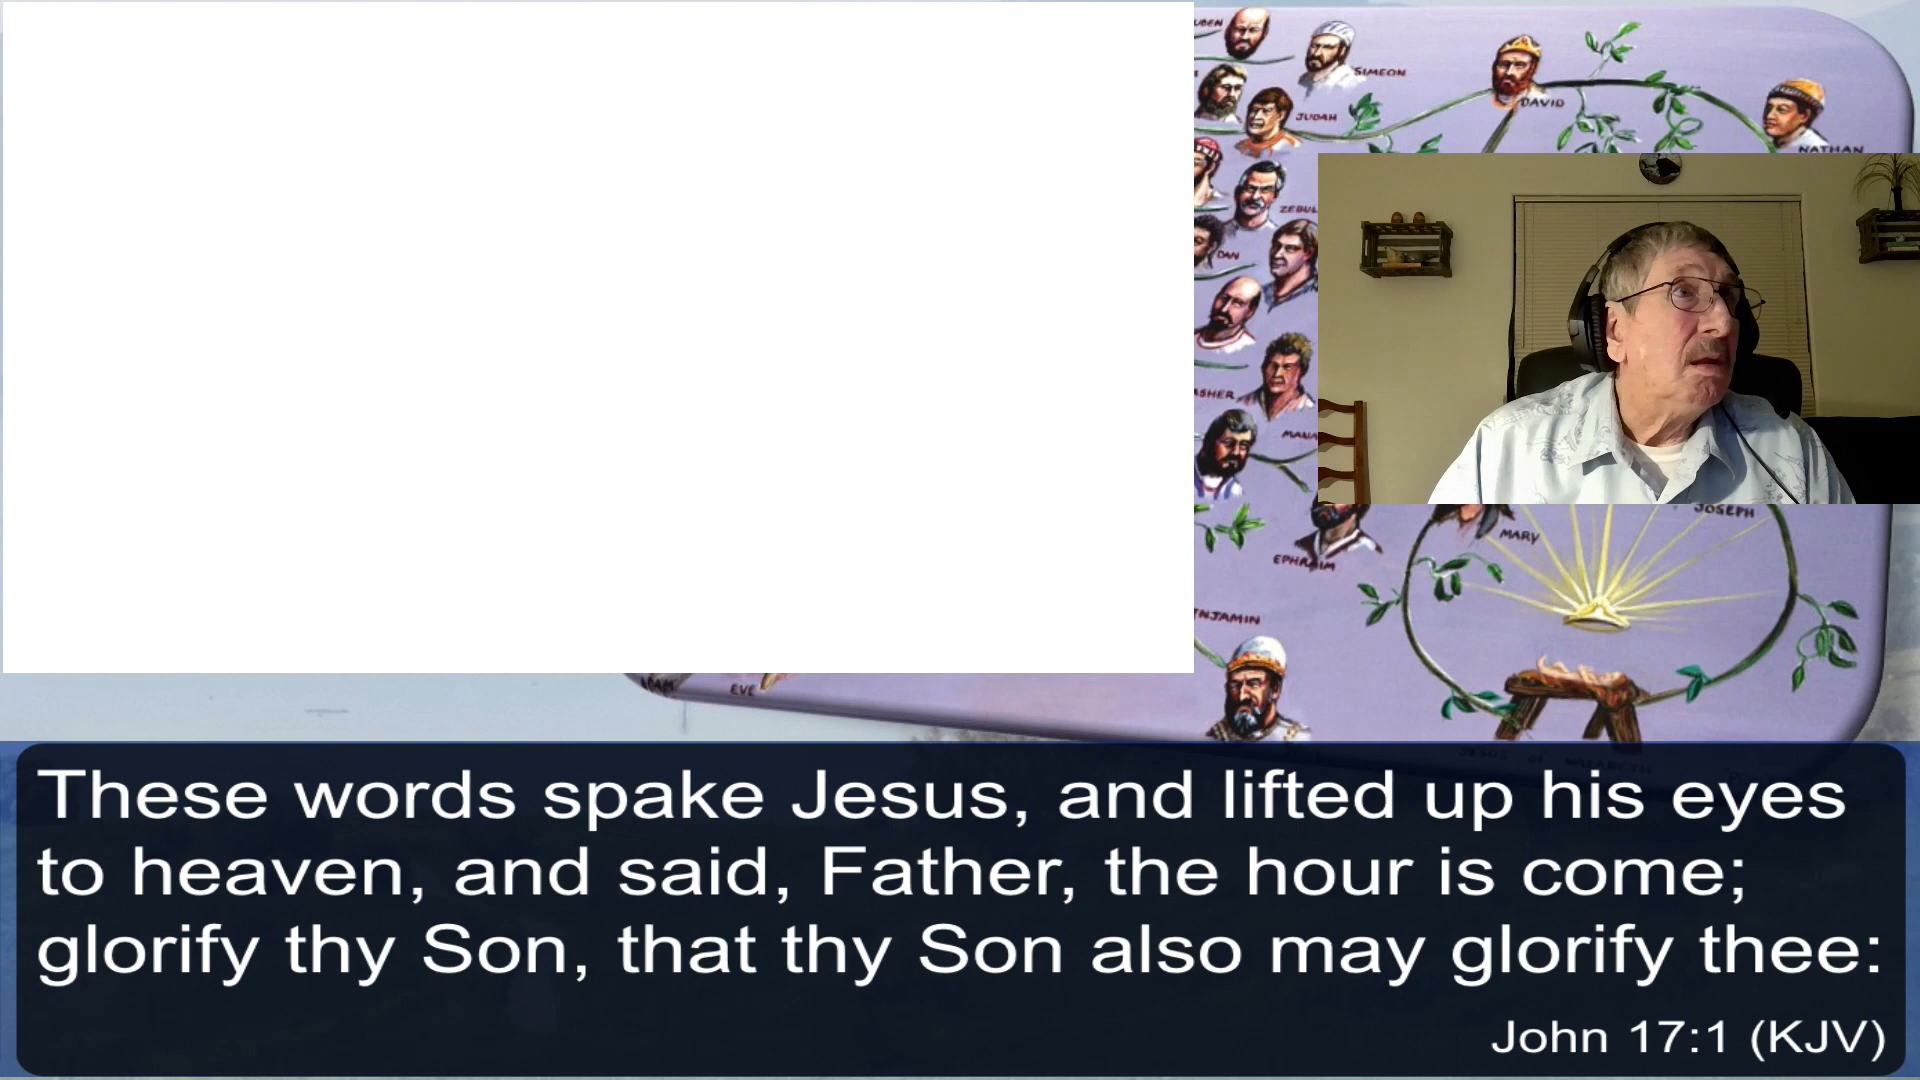 SIMEON
DAVID
JUDAH
NATHAN
DAN
JOSEPH
MARY
EPHRAIM
EVE
These words spake Jesus, and lifted up his eyes
to heaven, and said, Father, the hour is come;
glorify thy Son, that thy Son also may glorify thee:
John 17:1 (KJV)